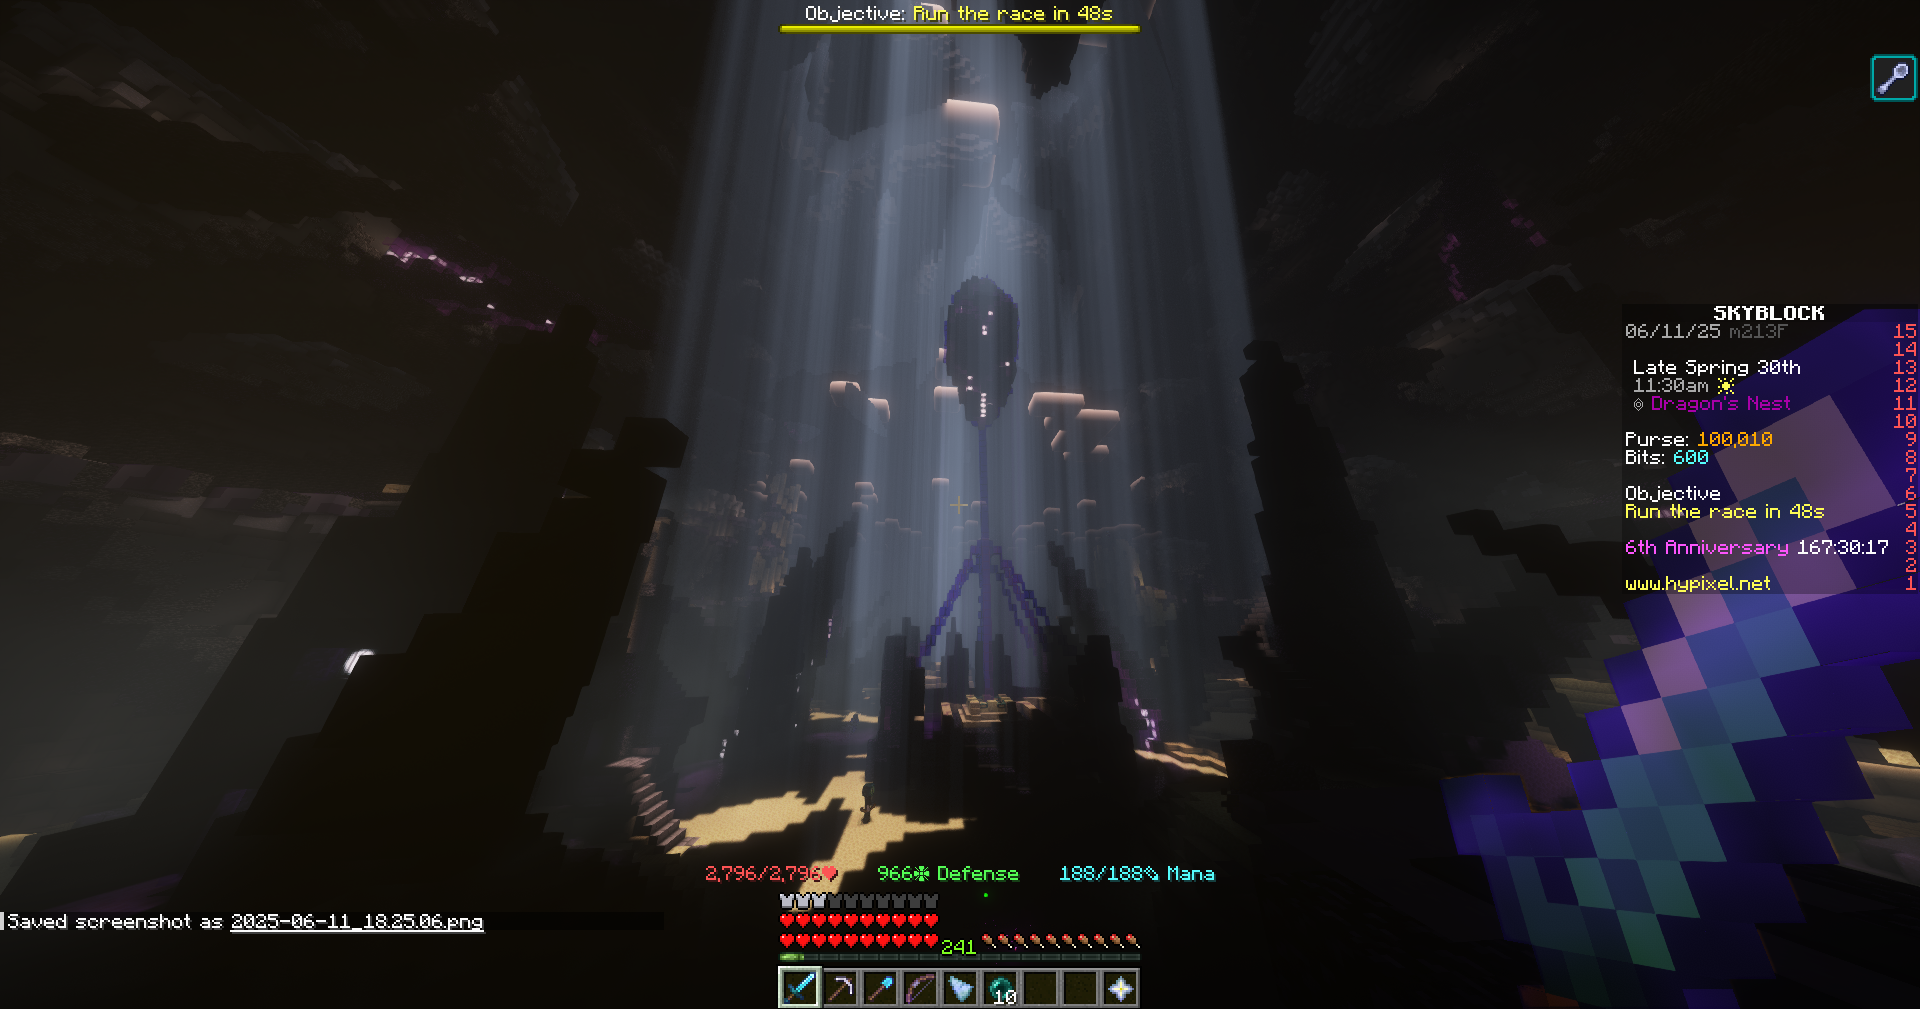 Objective: Run the race in 48s
SKYBLOCK
06/11/25 m213F 15
14
Late Spring 30th 13
11:30am 12
Dragon's Nest 11
10
Purse: 100,010 9
Bits: 600 8
7
Objective 6
Run the race in 48s 5
4
6th Anniversary 167:30:17 3
2
www.hypixel.net 1
2,796/2,796❤ 966 Defense 188/188✎ Mana
Saved screenshot as 2025-06-11_18.25.06.png
241
10